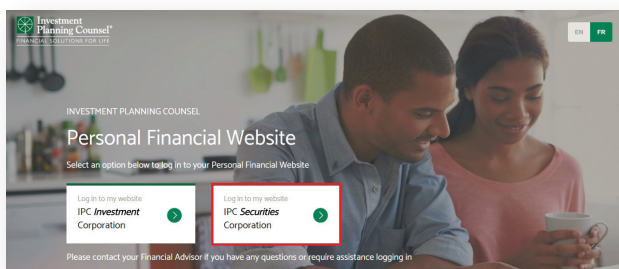 Investment
Planning Counsel®
FINANCIAL SOLUTIONS FOR LIFE
EN FR
INVESTMENT PLANNING COUNSEL
Personal Financial Website
Select an option below to log in to your Personal Financial Website
Log in to my website
IPC Investment
Corporation
Log in to my website
IPC Securities
Corporation
Please contact your Financial Advisor if you have any questions or require assistance logging in